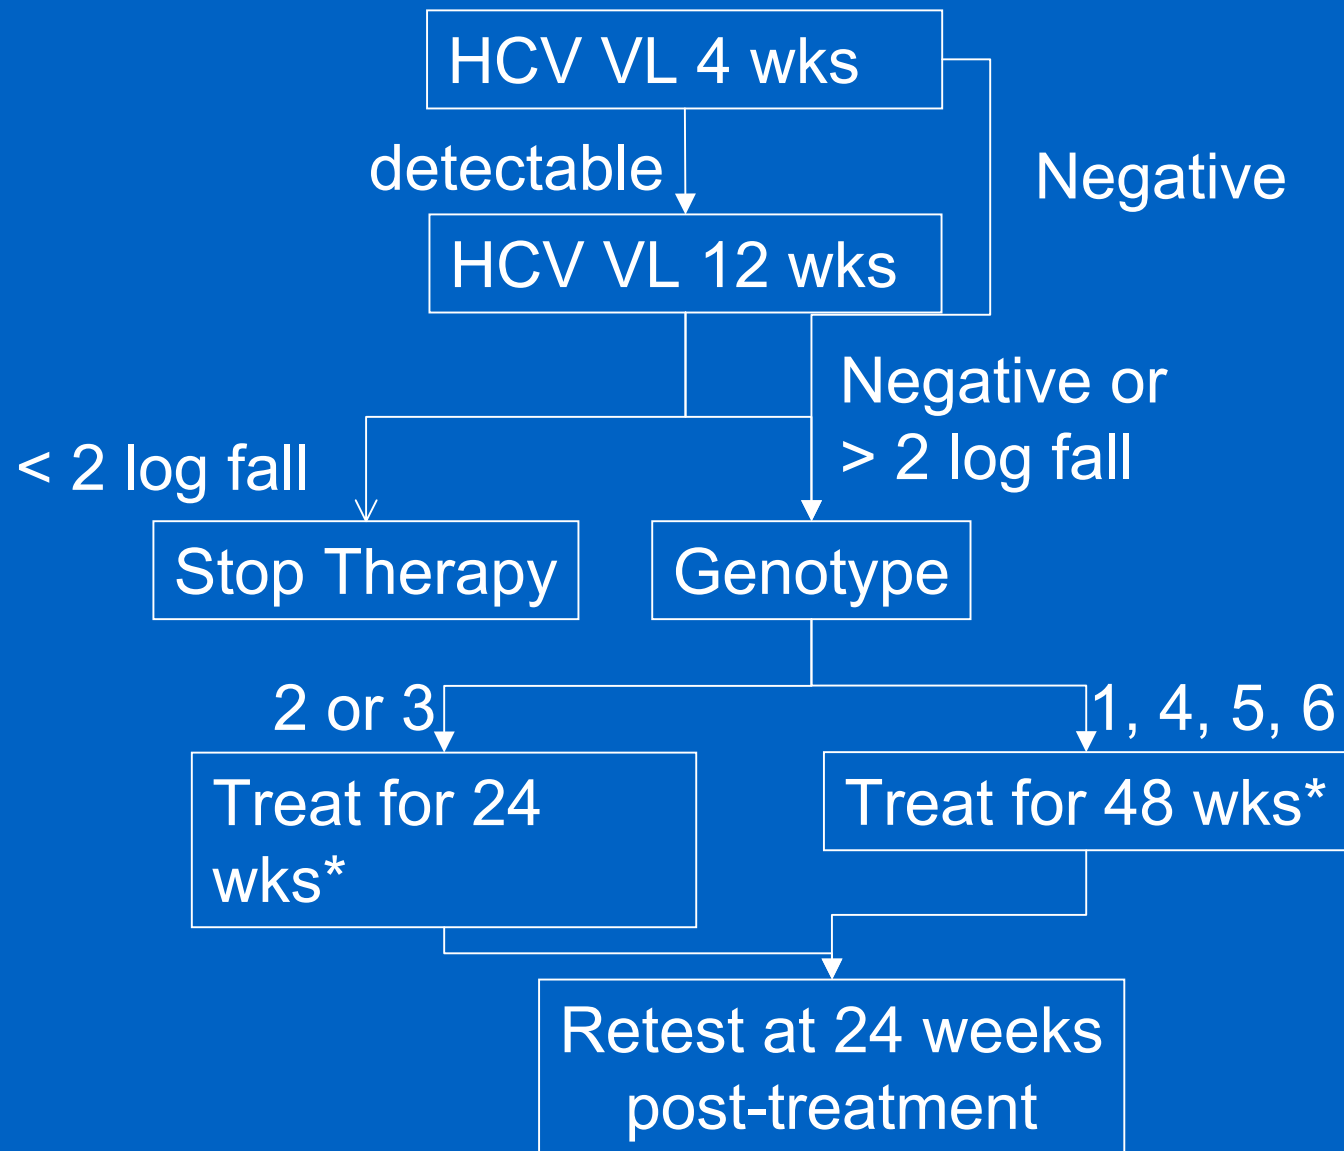 HCV VL 4 wks
detectable
Negative
HCV VL 12 wks
Negative or
> 2 log fall
< 2 log fall
Stop Therapy
Genotype
2 or 3
1, 4, 5, 6
Treat for 24
wks*
Treat for 48 wks*
Retest at 24 weeks
post-treatment